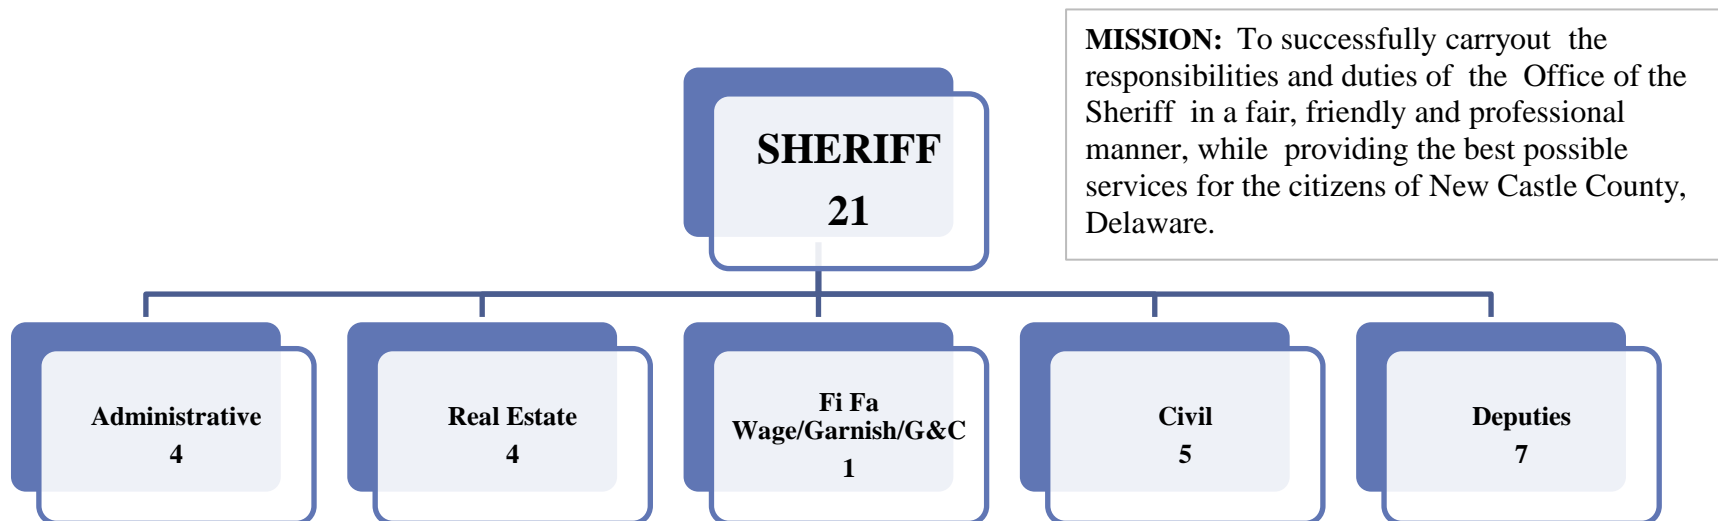 MISSION: To successfully carryout the
responsibilities and duties of the Office of the
Sheriff in a fair, friendly and professional
manner, while providing the best possible
services for the citizens of New Castle County,
Delaware.
SHERIFF
21
Administrative
4
Real Estate
4
Fi Fa
Wage/Garnish/G&C
1
Civil
5
Deputies
7